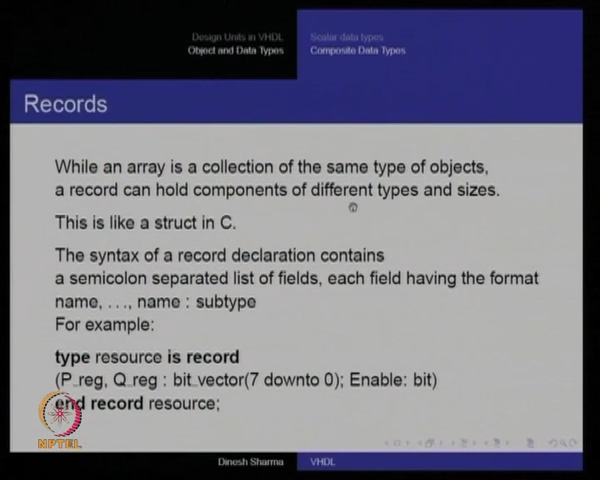 Design Units in VHDL
Object and Data Types
Scalar data types
Composite Data Types
Records
While an array is a collection of the same type of objects,
a record can hold components of different types and sizes.
This is like a struct in C.
The syntax of a record declaration contains
a semicolon separated list of fields, each field having the format
name, . . ., name : subtype
For example:
type resource is record
(P_reg, Q_reg : bit_vector(7 downto 0); Enable: bit)
end record resource;
NPTEL
Dinesh Sharma
VHDL